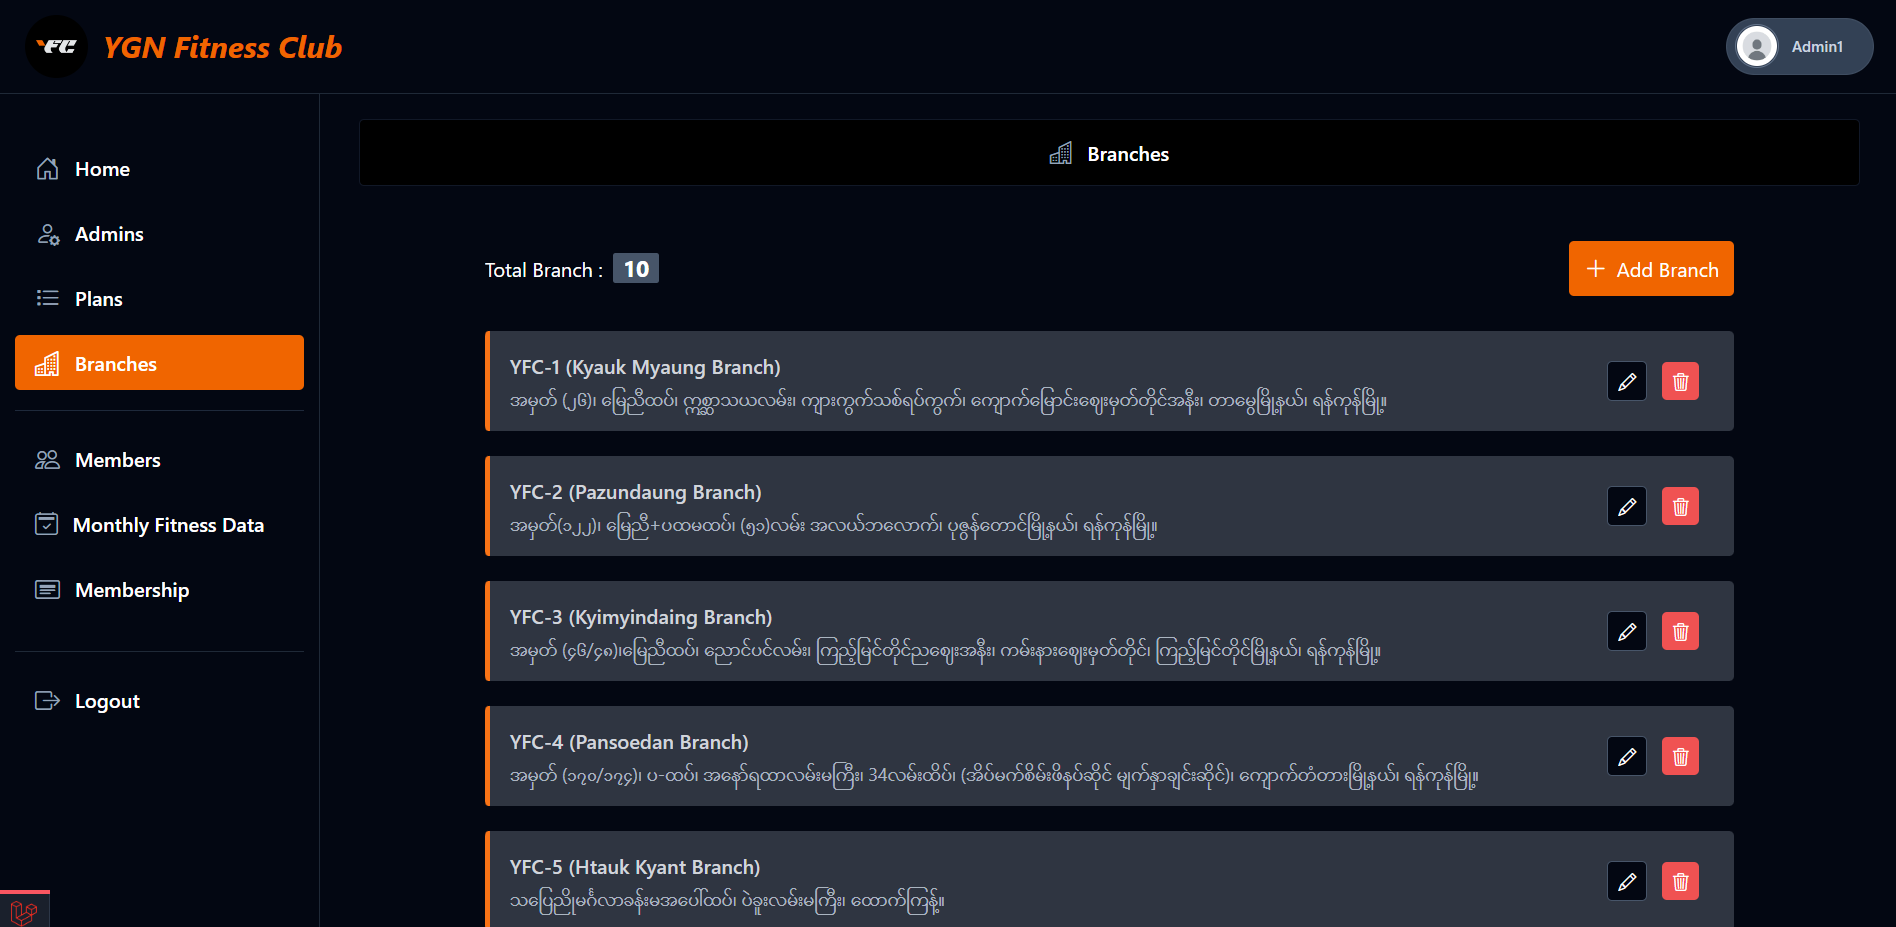 YFC
YGN Fitness Club
Admin1
Home
Admins
Plans
Branches
Members
Monthly Fitness Data
Membership
Logout
Branches
Total Branch : 10
+ Add Branch
YFC-1 (Kyauk Myaung Branch)
အမှတ် (၂၆)၊ မြေညီထပ်၊ ဣစ္ဆာသယလမ်း၊ ကျားကွက်သစ်ရပ်ကွက်၊ ကျောက်မြောင်းဈေးမှတ်တိုင်အနီး၊ တာမွေမြို့နယ်၊ ရန်ကုန်မြို့။
YFC-2 (Pazundaung Branch)
အမှတ်(၁၂၂)၊ မြေညီ+ပထမထပ်၊ (၅၁)လမ်း အလယ်ဘလောက်၊ ပုဇွန်တောင်မြို့နယ်၊ ရန်ကုန်မြို့။
YFC-3 (Kyimyindaing Branch)
အမှတ် (၄၆/၄၈)၊မြေညီထပ်၊ ညောင်ပင်လမ်း၊ ကြည့်မြင်တိုင်ညဈေးအနီး၊ ကမ်းနားဈေးမှတ်တိုင်၊ ကြည့်မြင်တိုင်မြို့နယ်၊ ရန်ကုန်မြို့။
YFC-4 (Pansoedan Branch)
အမှတ် (၁၇၀/၁၇၄)၊ ပ-ထပ်၊ အနော်ရထာလမ်းမကြီး၊ 34လမ်းထိပ်၊ (အိပ်မက်စိမ်းဖိနပ်ဆိုင် မျက်နှာချင်းဆိုင်)၊ ကျောက်တံတားမြို့နယ်၊ ရန်ကုန်မြို့။
YFC-5 (Htauk Kyant Branch)
သပြေညိုမင်္ဂလာခန်းမအပေါ်ထပ်၊ ပဲခူးလမ်းမကြီး၊ ထောက်ကြန့်။